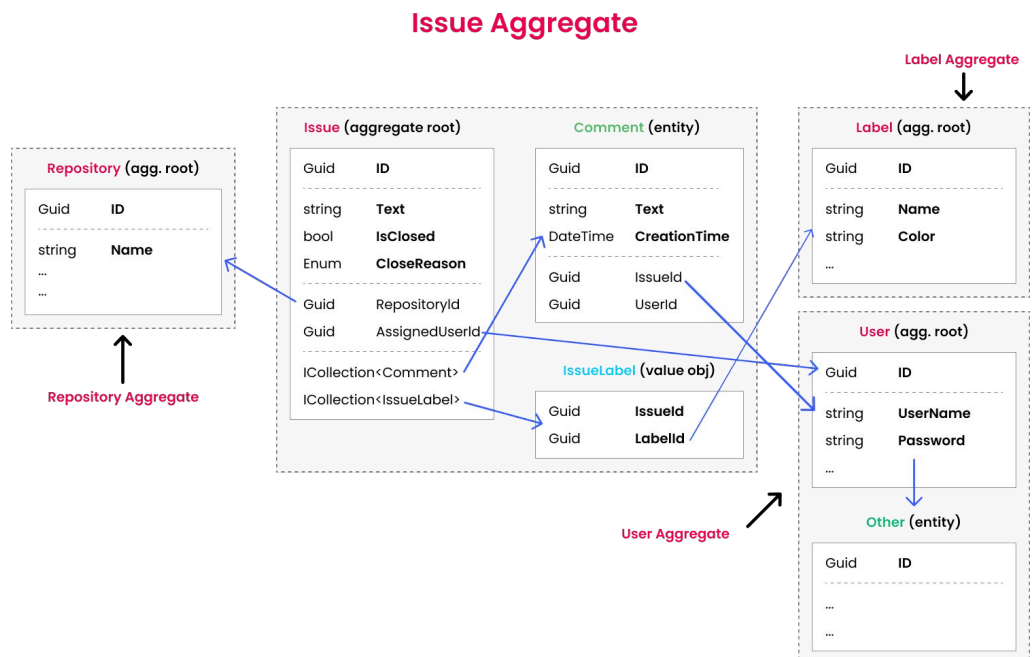 Issue Aggregate
Label Aggregate
Repository (agg. root)
Guid ID
string Name
...
...
Repository Aggregate
Issue (aggregate root)
Guid ID
string Text
bool IsClosed
Enum CloseReason
Guid RepositoryId
Guid AssignedUserId
ICollection<Comment>
ICollection<IssueLabel>
Comment (entity)
Guid ID
string Text
DateTime CreationTime
Guid IssueId
Guid UserId
IssueLabel (value obj)
Guid IssueId
Guid LabelId
Label (agg. root)
Guid ID
string Name
string Color
...
User (agg. root)
Guid ID
string UserName
string Password
...
User Aggregate
Other (entity)
Guid ID
...
...